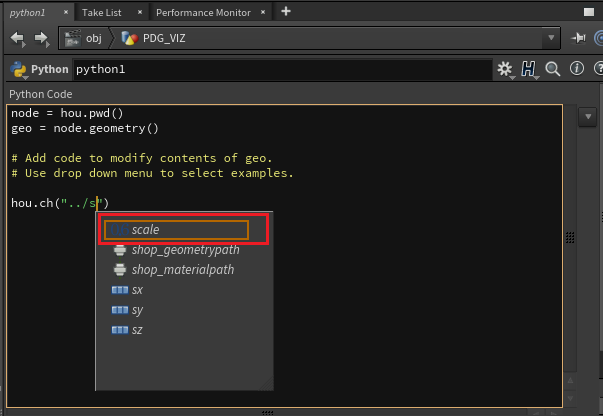 python1 × Take List × Performance Monitor × +
obj PDG_VIZ
Python python1
Python Code
node = hou.pwd()
geo = node.geometry()
# Add code to modify contents of geo.
# Use drop down menu to select examples.
hou.ch("../s")
scale
shop_geometrypath
shop_materialpath
sx
sy
sz